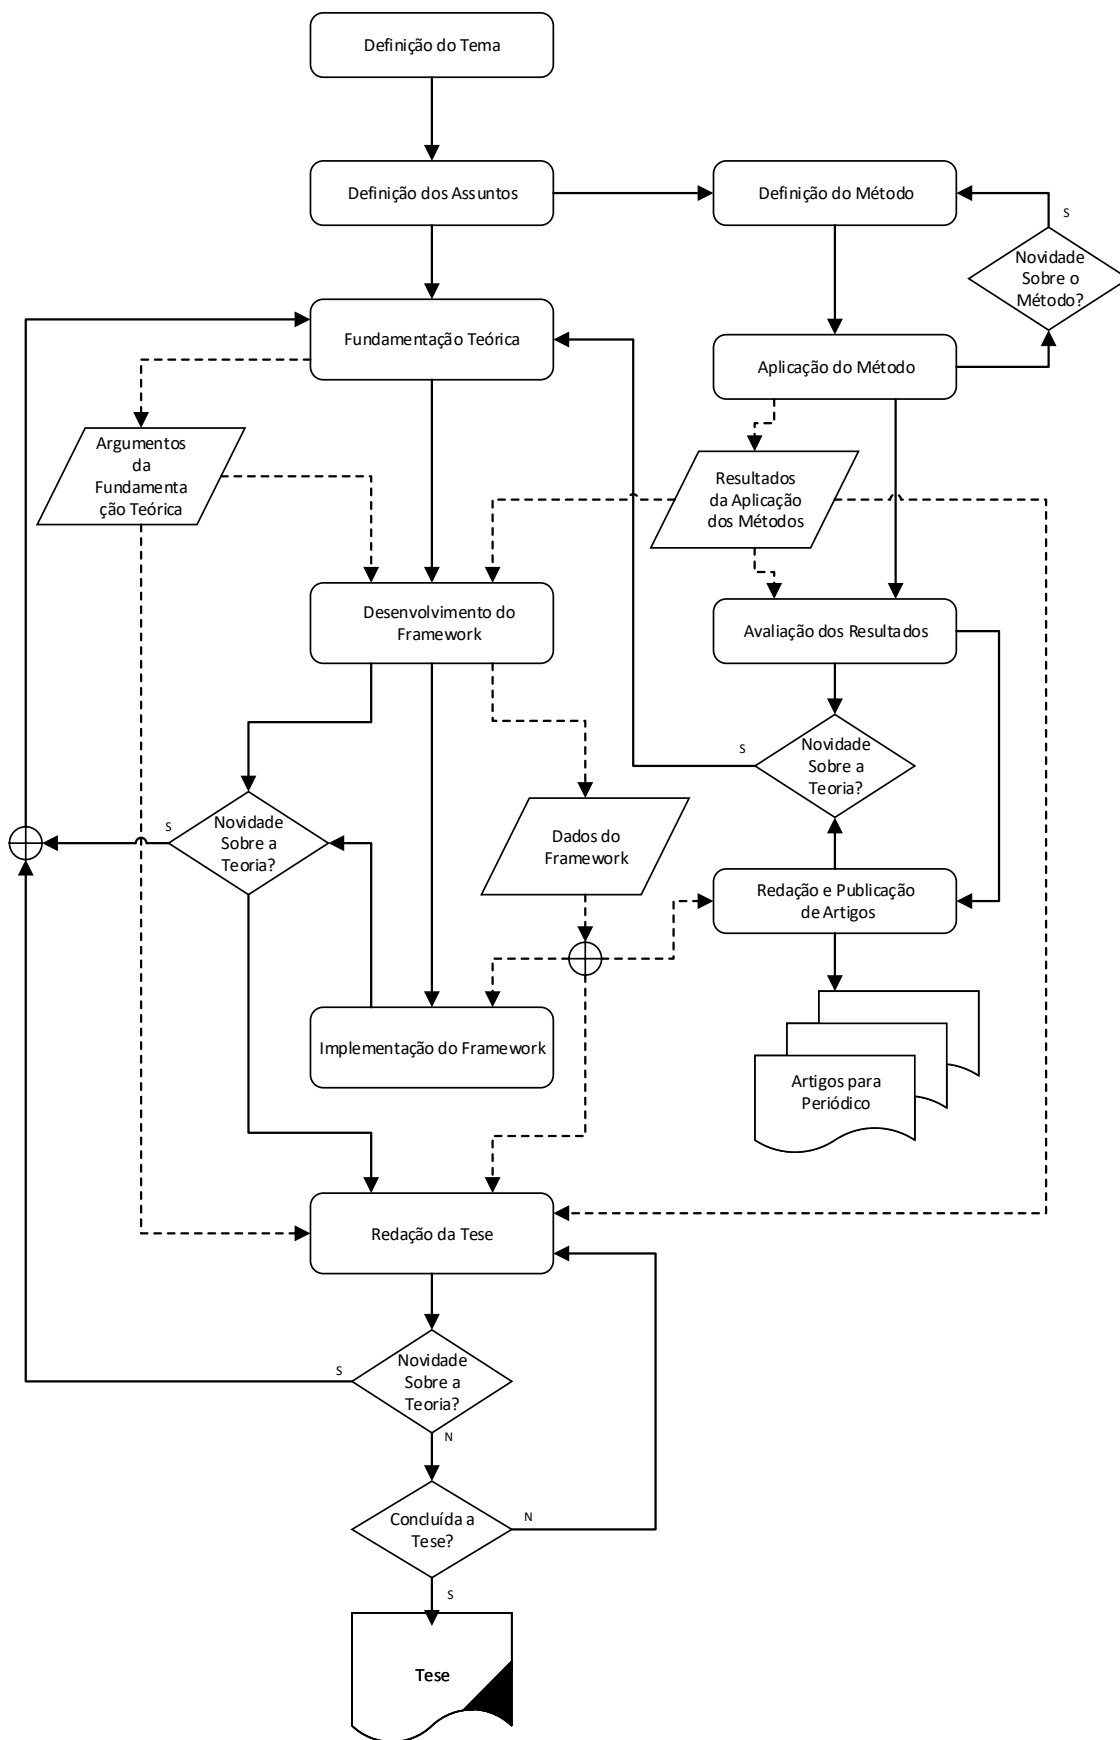 Definição do Tema
Definição dos Assuntos
Definição do Método
S
Novidade
Sobre o
Método?
Fundamentação Teórica
Aplicação do Método
Argumentos
da
Fundamenta
ção Teórica
Resultados
da Aplicação
dos Métodos
Desenvolvimento do
Framework
Avaliação dos Resultados
S
Novidade
Sobre a
Teoria?
S
Novidade
Sobre a
Teoria?
Dados do
Framework
Redação e Publicação
de Artigos
Implementação do Framework
Artigos para
Periódico
Redação da Tese
S
Novidade
Sobre a
Teoria?
N
Concluída a
Tese?
N
S
Tese